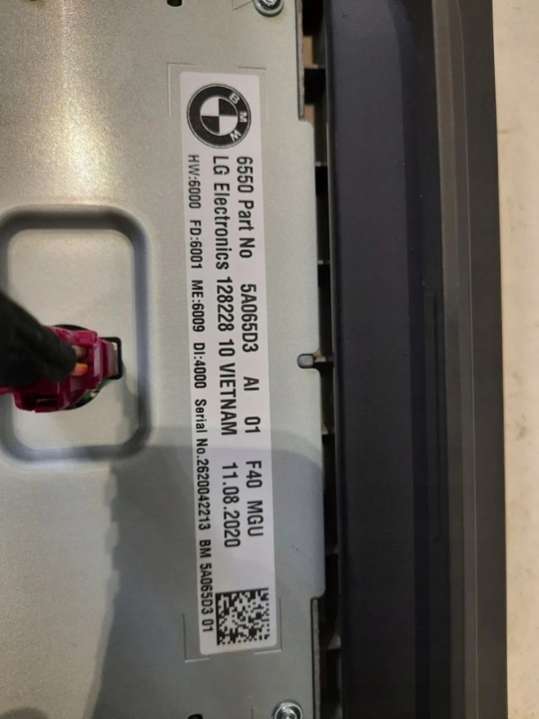 BMW
6550 Part No 5A065D3 AI 01 F40 MGU
LG Electronics 128228 10 VIETNAM 11.08.2020
HW:6000 FD:6001 ME:6009 DI:4000 Serial No.2620042213 BM 5A065D3 01